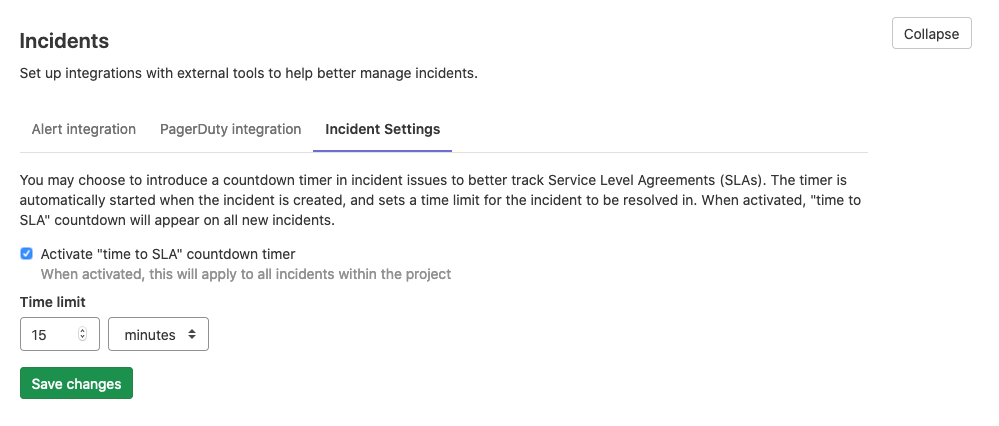 Incidents
Collapse
Set up integrations with external tools to help better manage incidents.
Alert integration PagerDuty integration Incident Settings
You may choose to introduce a countdown timer in incident issues to better track Service Level Agreements (SLAs). The timer is
automatically started when the incident is created, and sets a time limit for the incident to be resolved in. When activated, "time to
SLA" countdown will appear on all new incidents.
Activate "time to SLA" countdown timer
When activated, this will apply to all incidents within the project
Time limit
15 minutes
Save changes